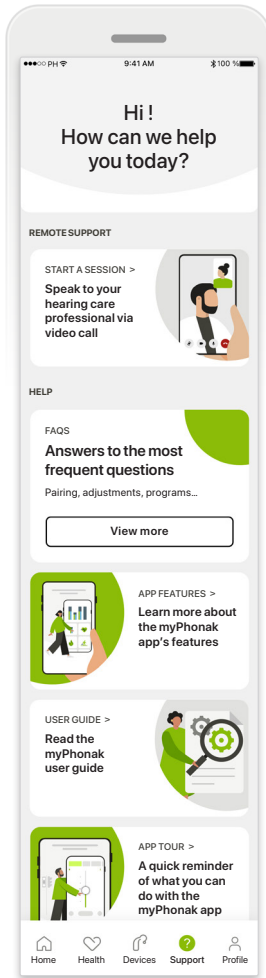 ●●●○○ PH 9:41 AM 100 %
Hi !
How can we help
you today?
REMOTE SUPPORT
START A SESSION >
Speak to your
hearing care
professional via
video call
HELP
FAQS
Answers to the most
frequent questions
Pairing, adjustments, programs...
View more
APP FEATURES >
Learn more about
the myPhonak
app's features
USER GUIDE >
Read the
myPhonak
user guide
APP TOUR >
A quick reminder
of what you can
do with the
myPhonak app
Home Health Devices Support Profile